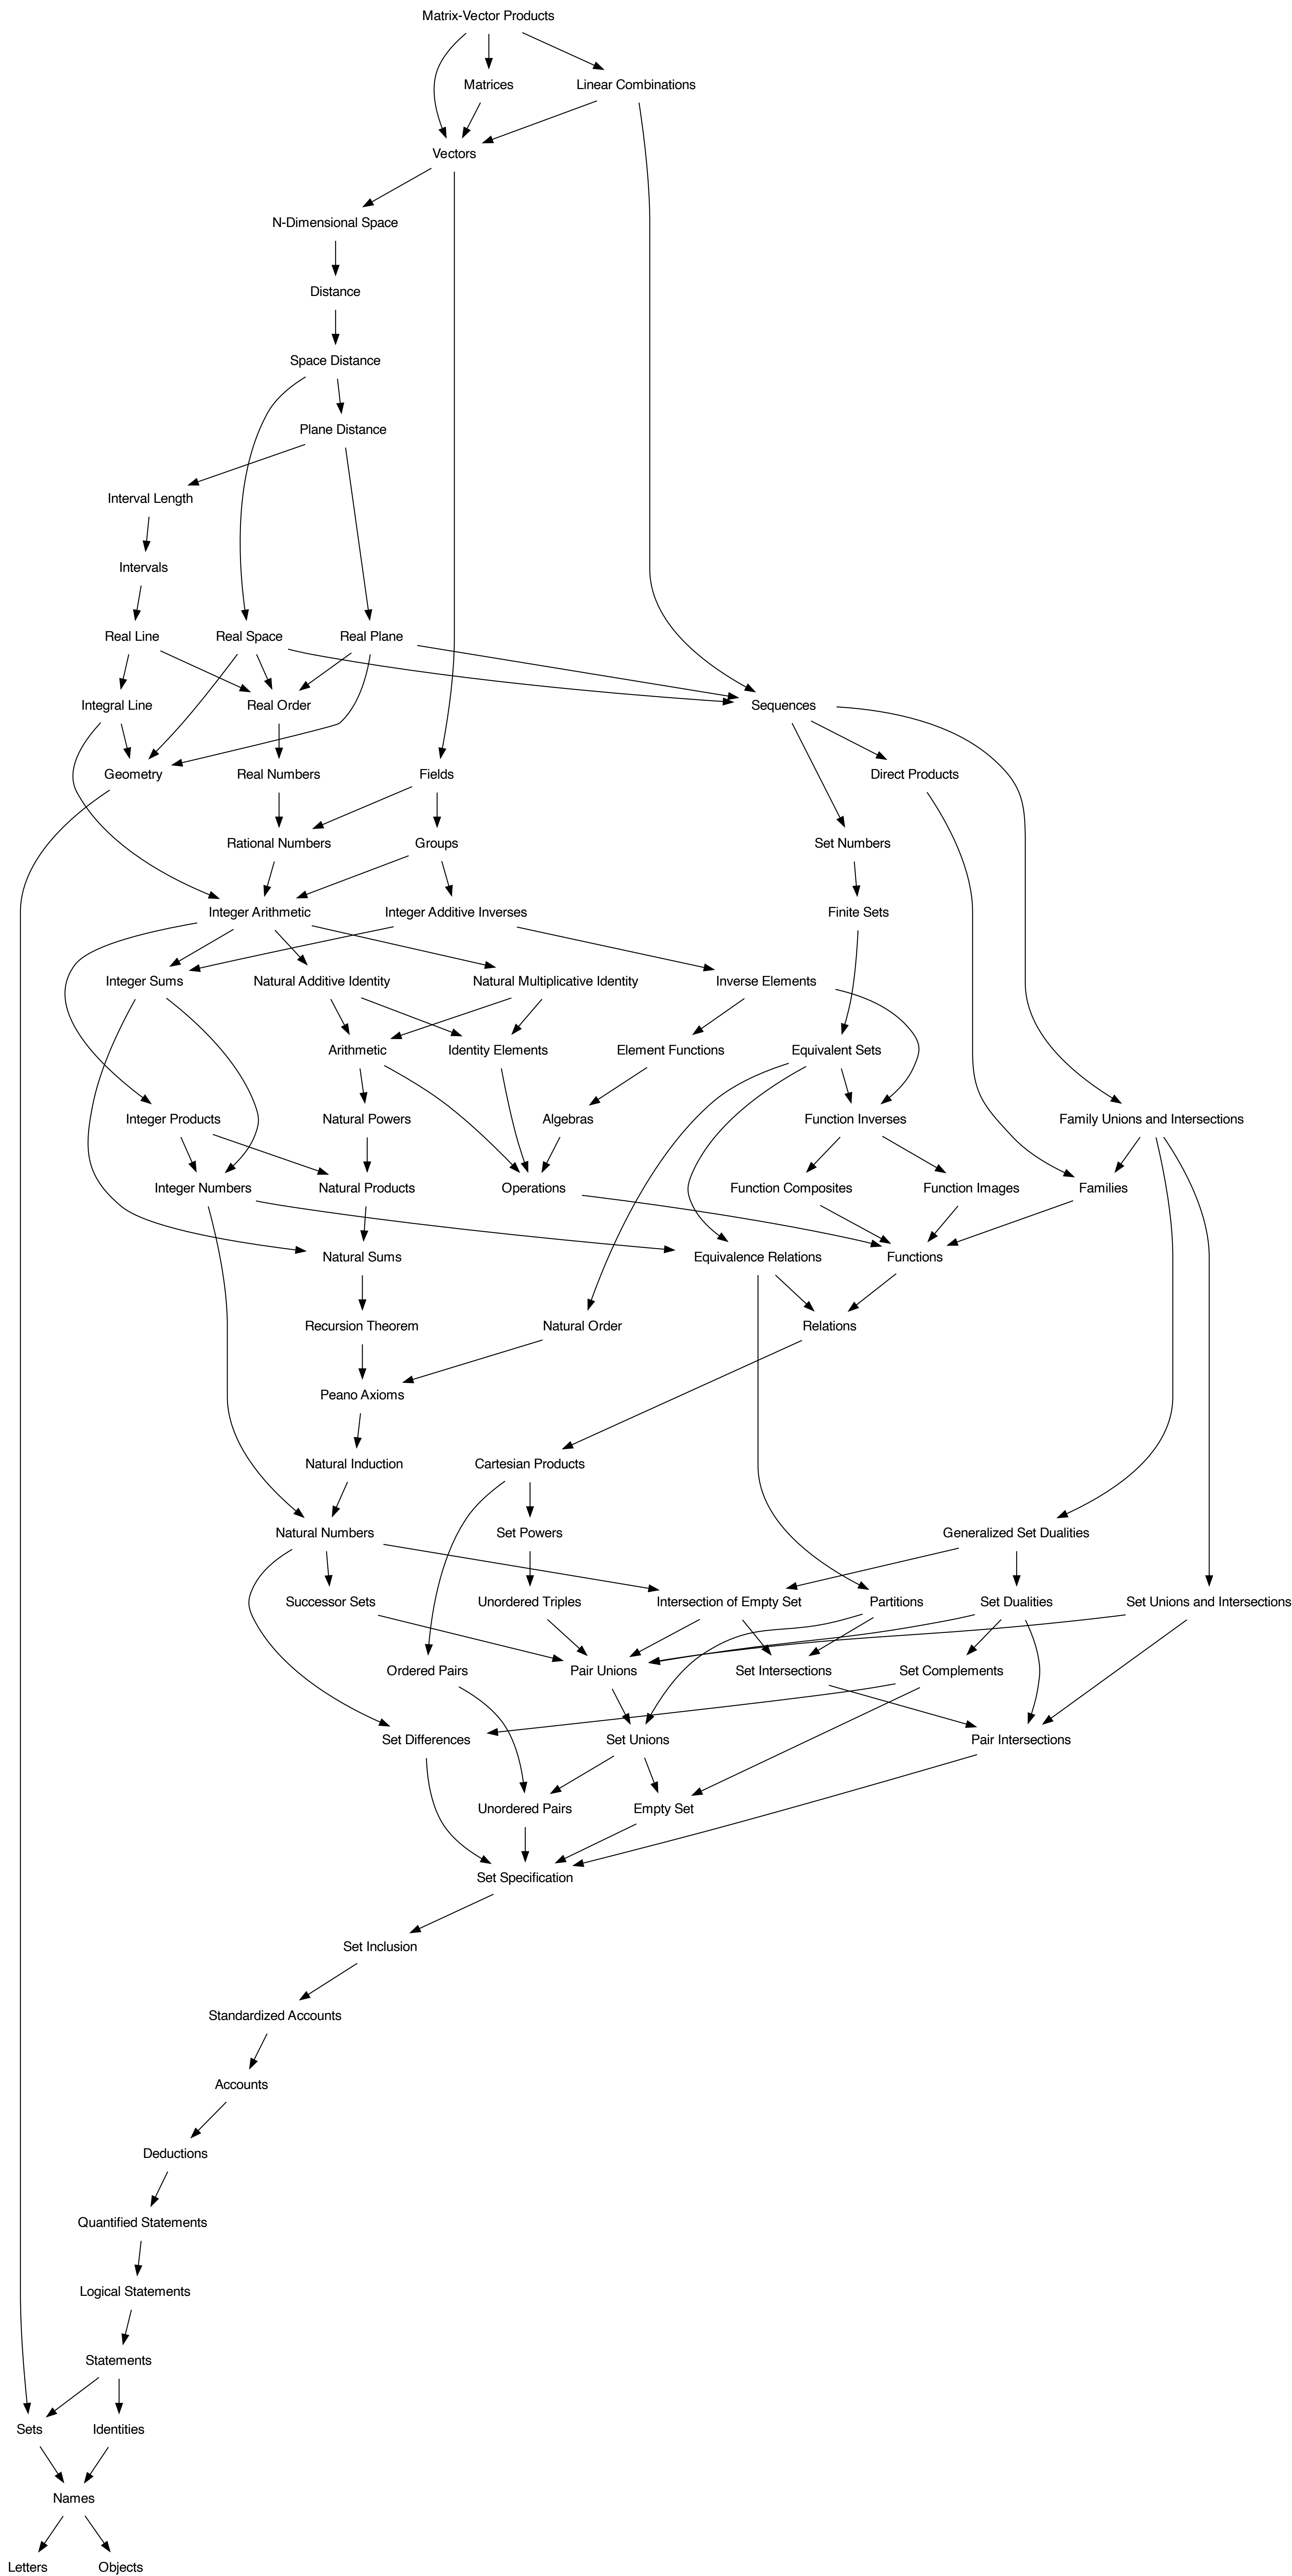 Matrix-Vector Products
Matrices
Linear Combinations
Vectors
N-Dimensional Space
Distance
Space Distance
Plane Distance
Interval Length
Intervals
Real Line
Real Space
Real Plane
Integral Line
Real Order
Sequences
Geometry
Real Numbers
Fields
Direct Products
Rational Numbers
Groups
Set Numbers
Integer Arithmetic
Integer Additive Inverses
Finite Sets
Integer Sums
Natural Additive Identity
Natural Multiplicative Identity
Inverse Elements
Arithmetic
Identity Elements
Element Functions
Equivalent Sets
Integer Products
Natural Powers
Algebras
Function Inverses
Family Unions and Intersections
Integer Numbers
Natural Products
Operations
Function Composites
Function Images
Families
Natural Sums
Equivalence Relations
Functions
Recursion Theorem
Natural Order
Relations
Peano Axioms
Natural Induction
Cartesian Products
Natural Numbers
Set Powers
Generalized Set Dualities
Successor Sets
Unordered Triples
Intersection of Empty Set
Partitions
Set Dualities
Set Unions and Intersections
Ordered Pairs
Pair Unions
Set Intersections
Set Complements
Set Differences
Set Unions
Pair Intersections
Unordered Pairs
Empty Set
Set Specification
Set Inclusion
Standardized Accounts
Accounts
Deductions
Quantified Statements
Logical Statements
Statements
Sets
Identities
Names
Letters
Objects